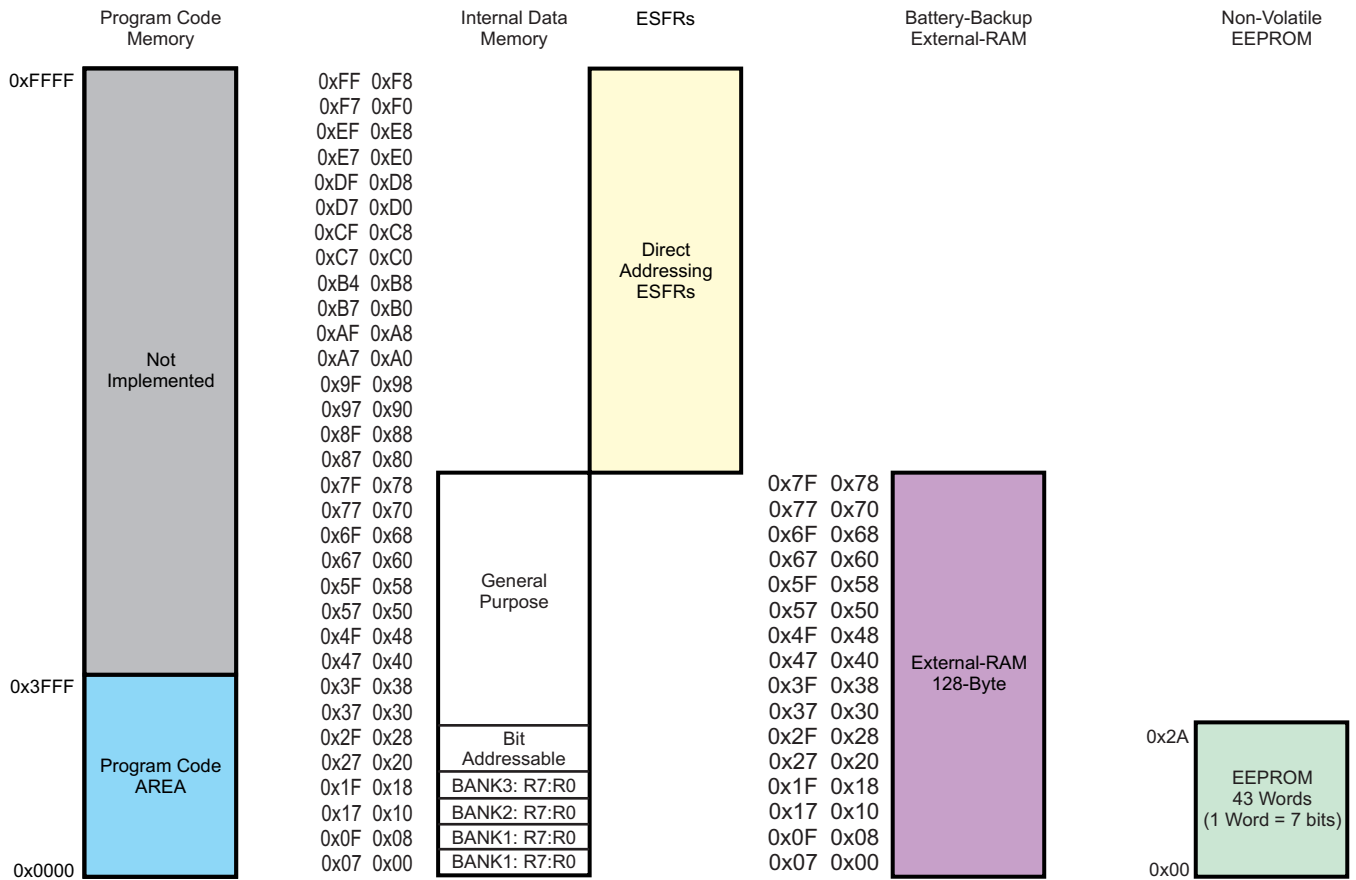 Program Code
Memory
Internal Data
Memory
ESFRs
Battery-Backup
External-RAM
Non-Volatile
EEPROM
0xFFFF
Not
Implemented
0x3FFF
Program Code
AREA
0x0000
0xFF 0xF8
0xF7 0xF0
0xEF 0xE8
0xE7 0xE0
0xDF 0xD8
0xD7 0xD0
0xCF 0xC8
0xC7 0xC0
0xB4 0xB8
0xB7 0xB0
0xAF 0xA8
0xA7 0xA0
0x9F 0x98
0x97 0x90
0x8F 0x88
0x87 0x80
0x7F 0x78
0x77 0x70
0x6F 0x68
0x67 0x60
0x5F 0x58
0x57 0x50
0x4F 0x48
0x47 0x40
0x3F 0x38
0x37 0x30
0x2F 0x28
0x27 0x20
0x1F 0x18
0x17 0x10
0x0F 0x08
0x07 0x00
General
Purpose
Bit
Addressable
BANK3: R7:R0
BANK2: R7:R0
BANK1: R7:R0
BANK1: R7:R0
Direct
Addressing
ESFRs
0x7F 0x78
0x77 0x70
0x6F 0x68
0x67 0x60
0x5F 0x58
0x57 0x50
0x4F 0x48
0x47 0x40
0x3F 0x38
0x37 0x30
0x2F 0x28
0x27 0x20
0x1F 0x18
0x17 0x10
0x0F 0x08
0x07 0x00
External-RAM
128-Byte
0x2A
EEPROM
43 Words
(1 Word = 7 bits)
0x00